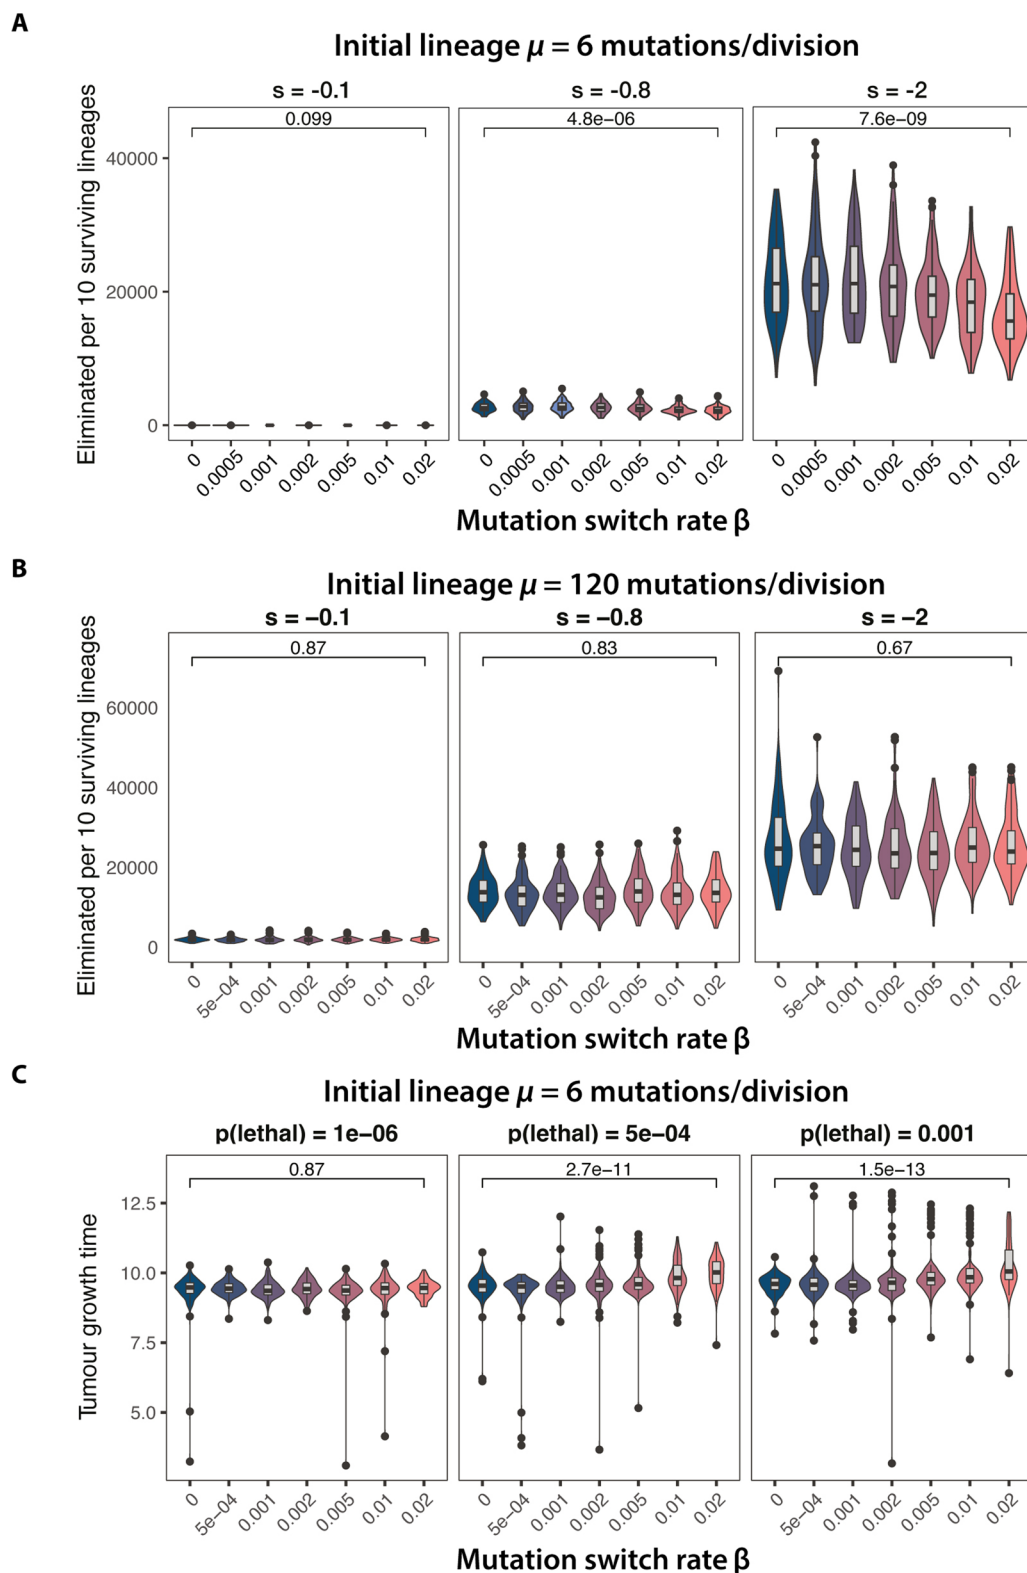 A
Initial lineage μ = 6 mutations/division
s = -0.1 s = -0.8 s = -2
0.099 4.8e-06 7.6e-09
Eliminated per 10 surviving lineages
40000
20000
0
0 0.0005 0.001 0.002 0.005 0.01 0.02 0 0.0005 0.001 0.002 0.005 0.01 0.02 0 0.0005 0.001 0.002 0.005 0.01 0.02
Mutation switch rate β
B
Initial lineage μ = 120 mutations/division
s = −0.1 s = −0.8 s = −2
0.87 0.83 0.67
Eliminated per 10 surviving lineages
60000
40000
20000
0
0 5e−04 0.001 0.002 0.005 0.01 0.02 0 5e−04 0.001 0.002 0.005 0.01 0.02 0 5e−04 0.001 0.002 0.005 0.01 0.02
Mutation switch rate β
C
Initial lineage μ = 6 mutations/division
p(lethal) = 1e−06 p(lethal) = 5e−04 p(lethal) = 0.001
0.87 2.7e−11 1.5e−13
Tumour growth time
12.5
10.0
7.5
5.0
0 5e−04 0.001 0.002 0.005 0.01 0.02 0 5e−04 0.001 0.002 0.005 0.01 0.02 0 5e−04 0.001 0.002 0.005 0.01 0.02
Mutation switch rate β